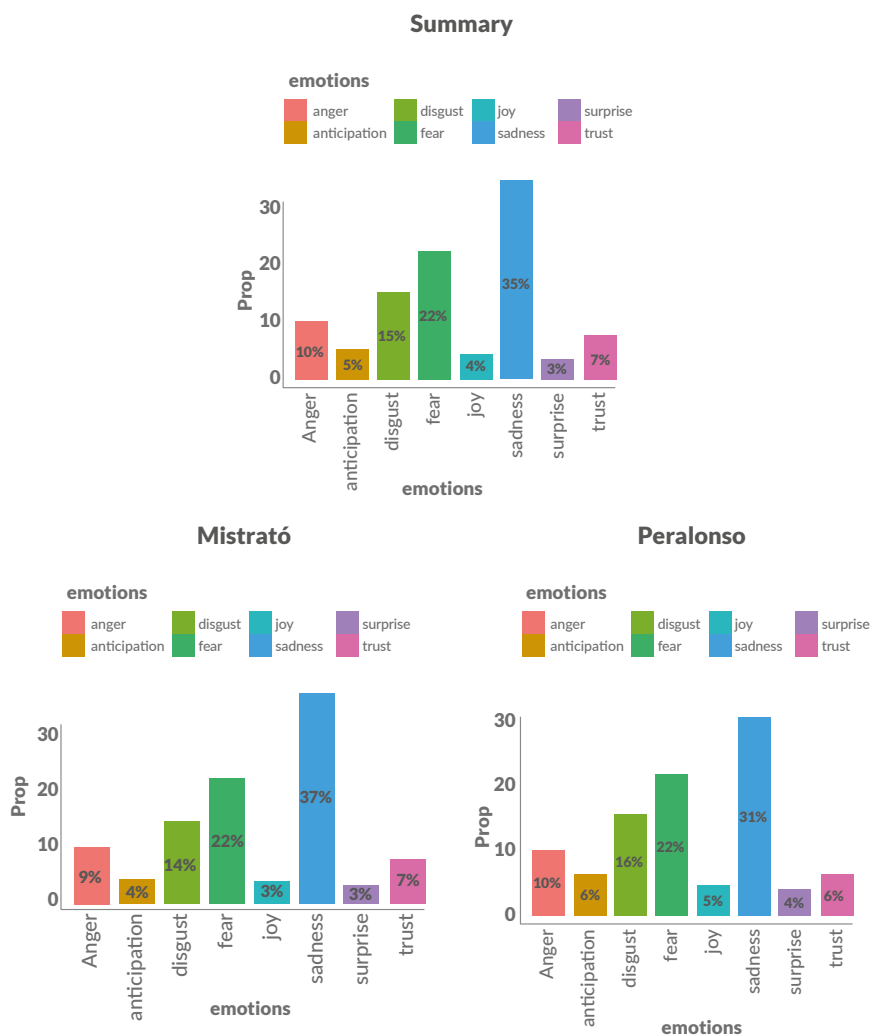 Summary
emotions
anger disgust joy surprise
anticipation fear sadness trust
Prop
30
20
10
0
10% 5% 15% 22% 4% 35% 3% 7%
Anger anticipation disgust fear joy sadness surprise trust
emotions
Mistrató
emotions
anger disgust joy surprise
anticipation fear sadness trust
Prop
30
20
10
0
9% 4% 14% 22% 3% 37% 3% 7%
Anger anticipation disgust fear joy sadness surprise trust
emotions
Peralonso
emotions
anger disgust joy surprise
anticipation fear sadness trust
Prop
30
20
10
0
10% 6% 16% 22% 5% 31% 4% 6%
Anger anticipation disgust fear joy sadness surprise trust
emotions